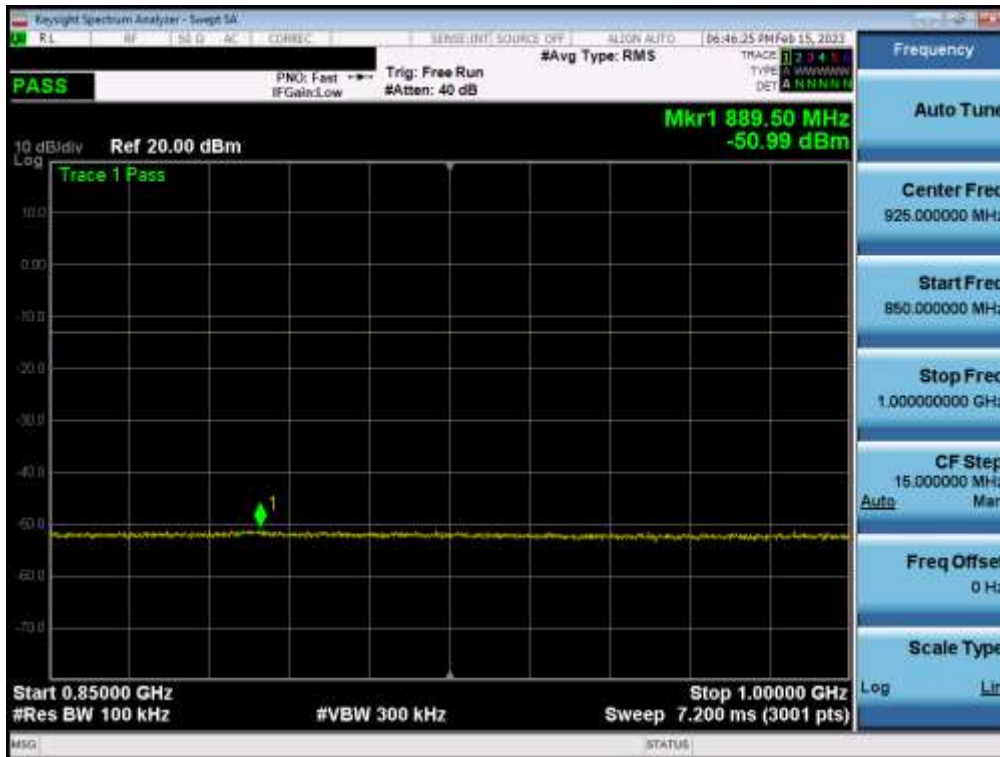 Keysight Spectrum Analyzer - Swept SA
RL RF 50 Ω AC CORREC SENSE:INT SOURCE OFF ALIGN AUTO 06:46:25 PM Feb 15, 2023
PASS
PNO: Fast
IFGain:Low
Trig: Free Run
#Atten: 40 dB
#Avg Type: RMS
TRACE 1 2 3 4 5 6
TYPE A WWWWW
DET A N N N N N
Mkr1 889.50 MHz
-50.99 dBm
10 dB/div Ref 20.00 dBm
Log
Trace 1 Pass
10.0
0.00
-10.0
-20.0
-30.0
-40.0
1
-50.0
-60.0
-70.0
Start 0.85000 GHz
Stop 1.00000 GHz
#Res BW 100 kHz
#VBW 300 kHz
Sweep 7.200 ms (3001 pts)
MSG
STATUS
Frequency
Auto Tune
Center Freq
925.000000 MHz
Start Freq
850.000000 MHz
Stop Freq
1.000000000 GHz
CF Step
15.000000 MHz
Auto Man
Freq Offset
0 Hz
Scale Type
Log Lin